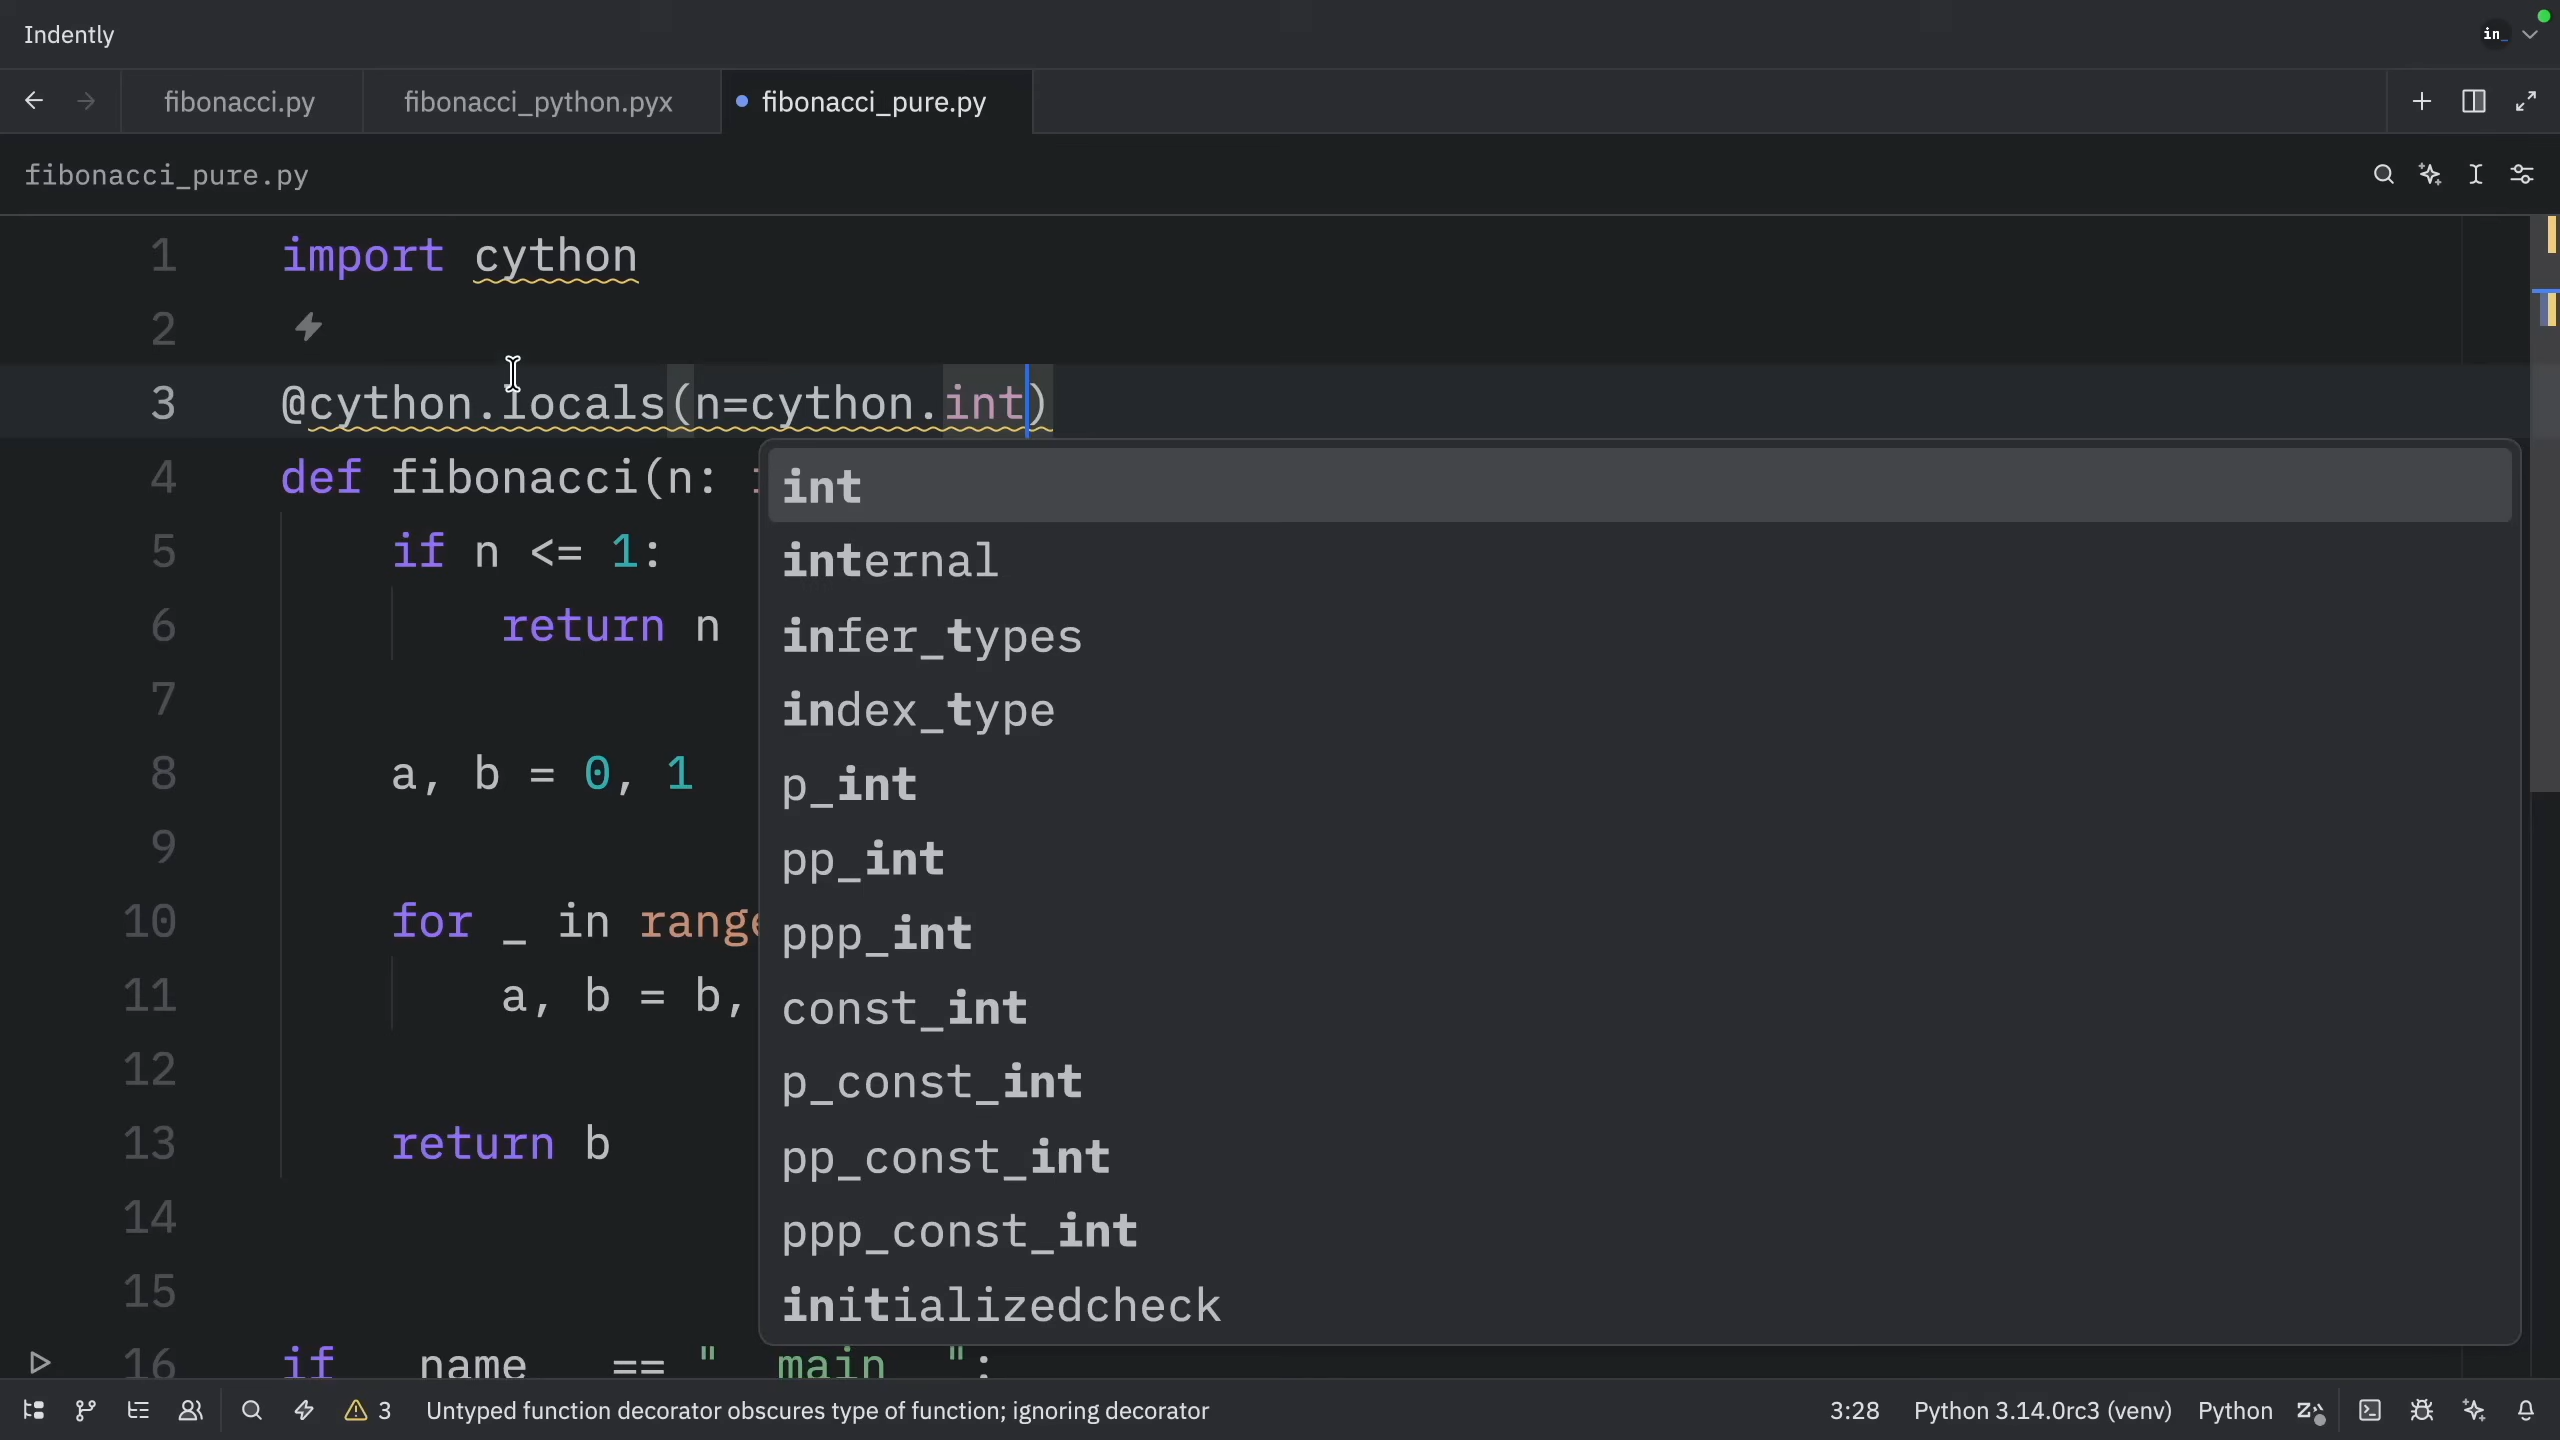 Indently
in_
fibonacci.py
fibonacci_python.pyx
fibonacci_pure.py
fibonacci_pure.py
1 import cython
2
3 @cython.locals(n=cython.int)
4 def fibonacci(n:
5 if n <= 1:
6 return n
7
8 a, b = 0, 1
9
10 for _ in range
11 a, b = b,
12
13 return b
14
15
16 if __name__ == "__main__":
int
internal
infer_types
index_type
p_int
pp_int
ppp_int
const_int
p_const_int
pp_const_int
ppp_const_int
initializedcheck
3 Untyped function decorator obscures type of function; ignoring decorator
3:28 Python 3.14.0rc3 (venv) Python